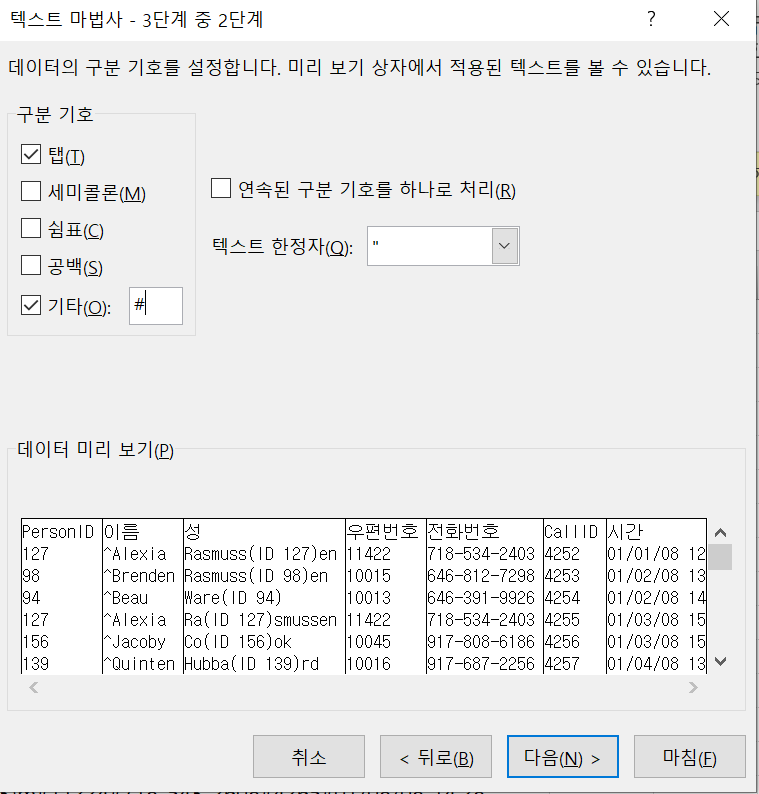 텍스트 마법사 - 3단계 중 2단계 ?
데이터의 구분 기호를 설정합니다. 미리 보기 상자에서 적용된 텍스트를 볼 수 있습니다.
구분 기호
탭(T)
세미콜론(M)
쉼표(C)
공백(S)
기타(O): #
연속된 구분 기호를 하나로 처리(R)
텍스트 한정자(Q): "
데이터 미리 보기(P)
PersonID 이름 성 우편번호 전화번호 CallID 시간
127 ^Alexia Rasmuss(ID 127)en 11422 718-534-2403 4252 01/01/08 12
98 ^Brenden Rasmuss(ID 98)en 10015 646-812-7298 4253 01/02/08 13
94 ^Beau Ware(ID 94) 10013 646-391-9926 4254 01/02/08 14
127 ^Alexia Ra(ID 127)smussen 11422 718-534-2403 4255 01/03/08 15
156 ^Jacoby Co(ID 156)ok 10045 917-808-6186 4256 01/03/08 15
139 ^Quinten Hubba(ID 139)rd 10016 917-687-2256 4257 01/04/08 13
취소 < 뒤로(B) 다음(N) > 마침(F)